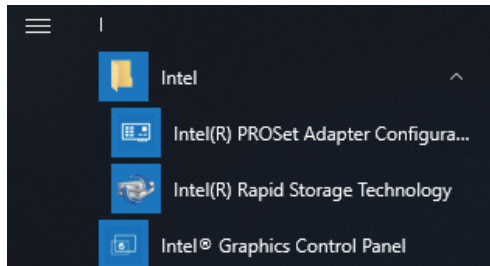 I
Intel
Intel(R) PROSet Adapter Configura...
Intel(R) Rapid Storage Technology
Intel® Graphics Control Panel